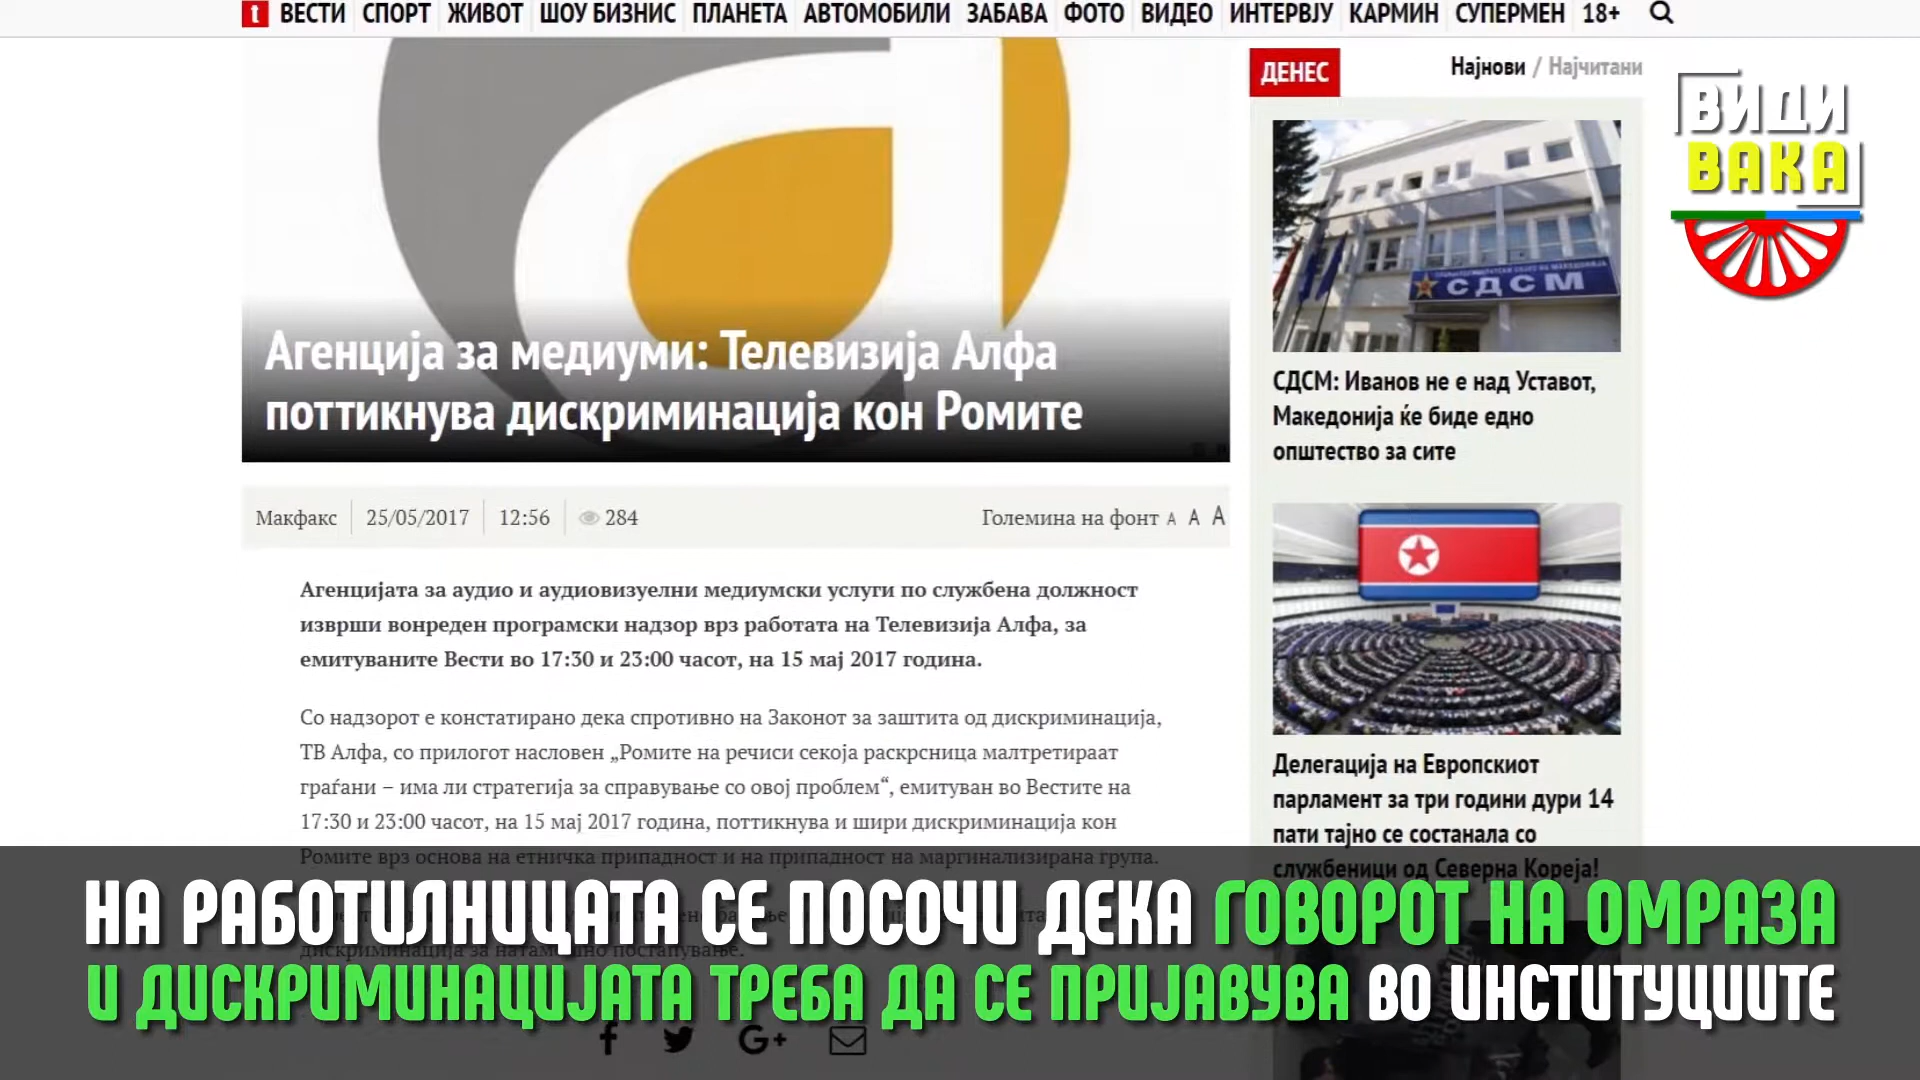 t ВЕСТИ СПОРТ ЖИВОТ ШОУ БИЗНИС ПЛАНЕТА АВТОМОБИЛИ ЗАБАВА ФОТО ВИДЕО ИНТЕРВЈУ КАРМИН СУПЕРМЕН 18+
Агенција за медиуми: Телевизија Алфа
поттикнува дискриминација кон Ромите
Макфакс 25/05/2017 12:56 284 Големина на фонт A A A
Агенцијата за аудио и аудиовизуелни медиумски услуги по службена должност
изврши вонреден програмски надзор врз работата на Телевизија Алфа, за
емитуваните Вести во 17:30 и 23:00 часот, на 15 мај 2017 година.
Со надзорот е констатирано дека спротивно на Законот за заштита од дискриминација,
ТВ Алфа, со прилогот насловен „Ромите на речиси секоја раскрсница малтретираат
граѓани – има ли стратегија за справување со овој проблем“, емитуван во Вестите на
17:30 и 23:00 часот, на 15 мај 2017 година, поттикнува и шири дискриминација кон
Ромите врз основа на етничка припадност и на припадност на маргинализирана група.
дискриминација за натамошно постапување.
ДЕНЕС Најнови / Најчитани
СДСМ
СДСМ: Иванов не е над Уставот,
Македонија ќе биде едно
општество за сите
Делегација на Европскиот
парламент за три години дури 14
пати тајно се состанала со
службеници од Северна Кореја!
ВИДИ
ВАКА
НА РАБОТИЛНИЦАТА СЕ ПОСОЧИ ДЕКА ГОВОРОТ НА ОМРАЗА
И ДИСКРИМИНАЦИЈАТА ТРЕБА ДА СЕ ПРИЈАВУВА ВО ИНСТИТУЦИИТЕ
f G+